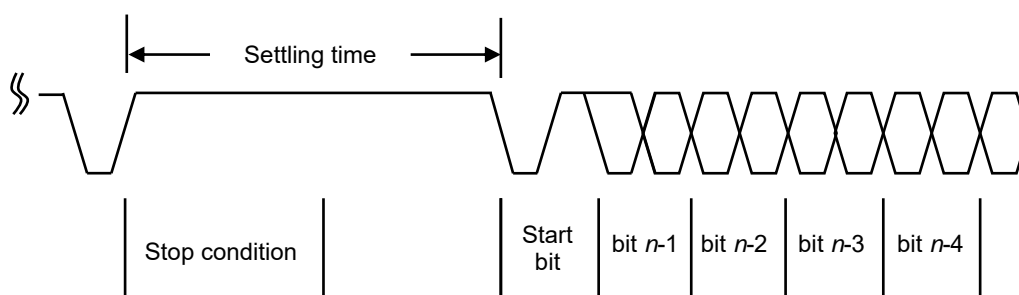 Settling time
Stop condition
Start
bit
bit n-1
bit n-2
bit n-3
bit n-4